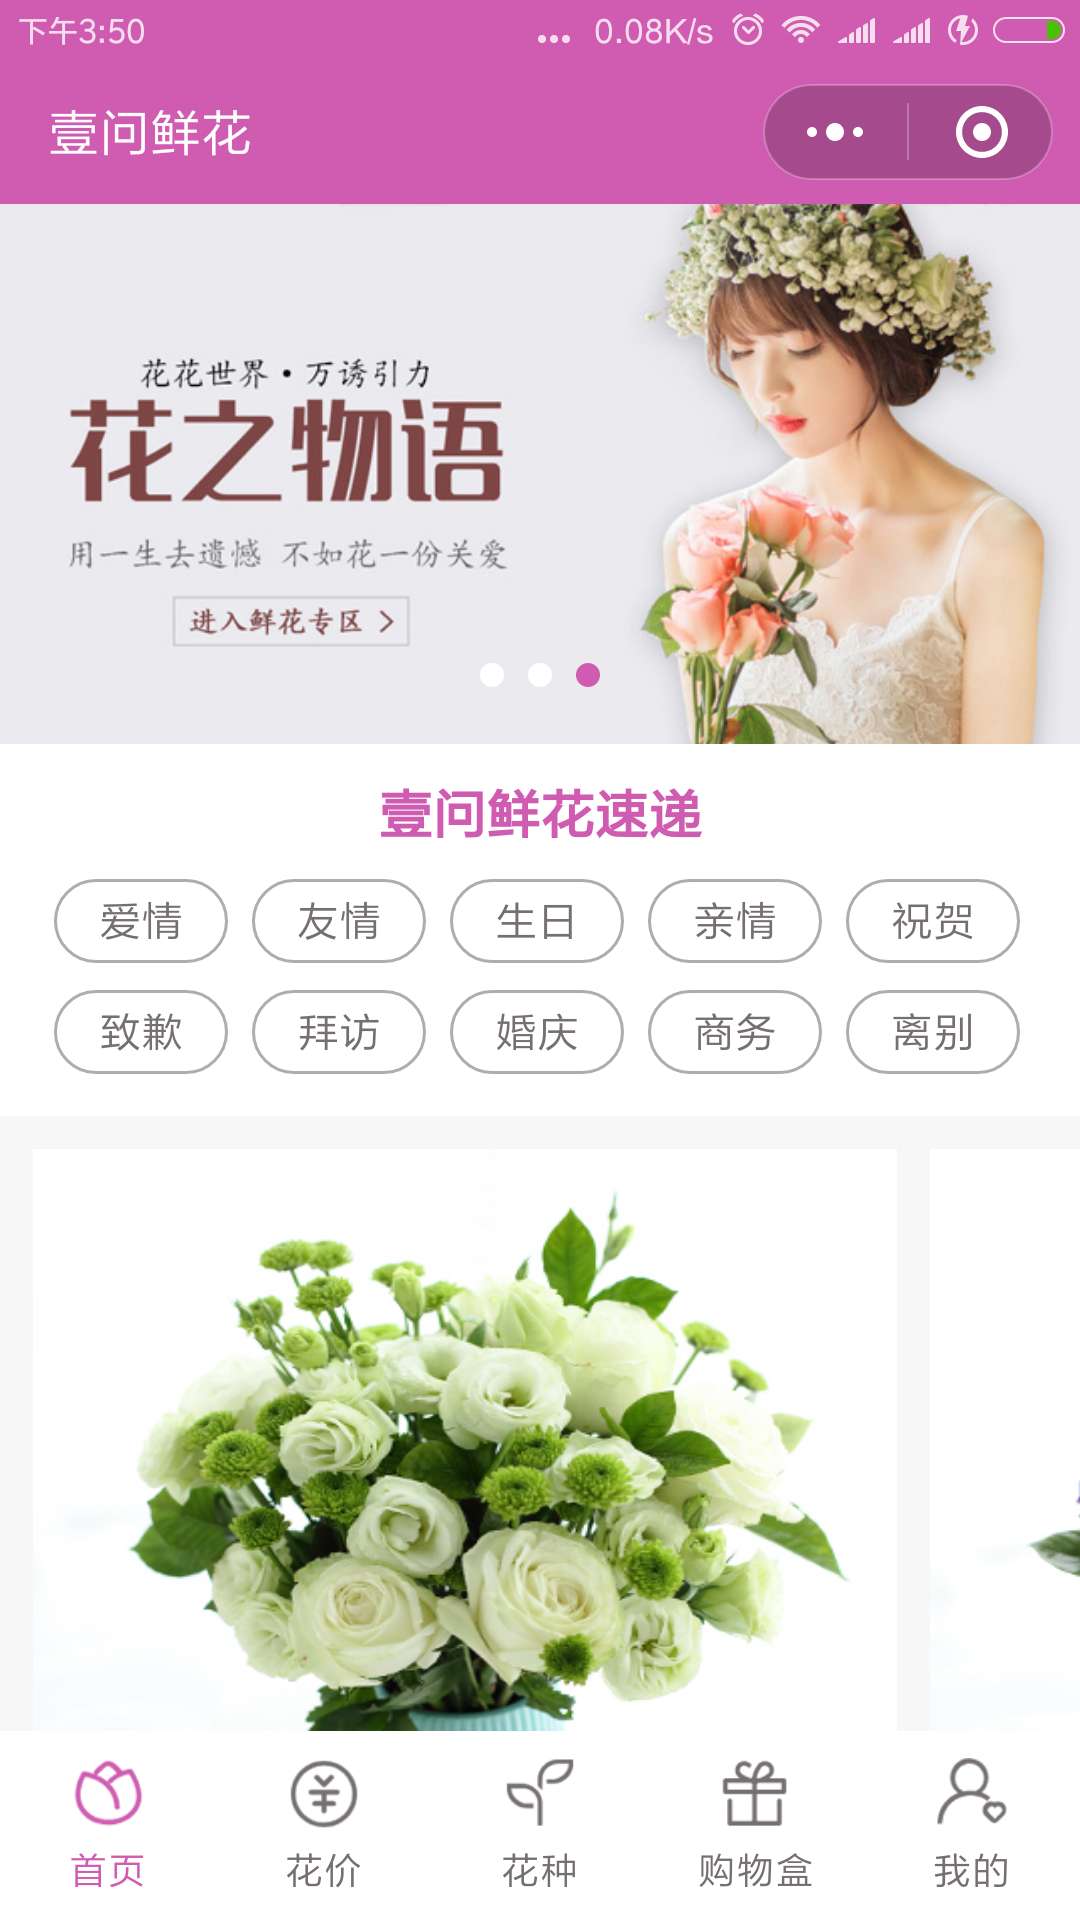 下午3:50
... 0.08K/s
壹问鲜花
花花世界·万诱引力
花之物语
用一生去遗憾 不如花一份关爱
进入鲜花专区 >
壹问鲜花速递
爱情 友情 生日 亲情 祝贺
致歉 拜访 婚庆 商务 离别
首页 花价 花种 购物盒 我的